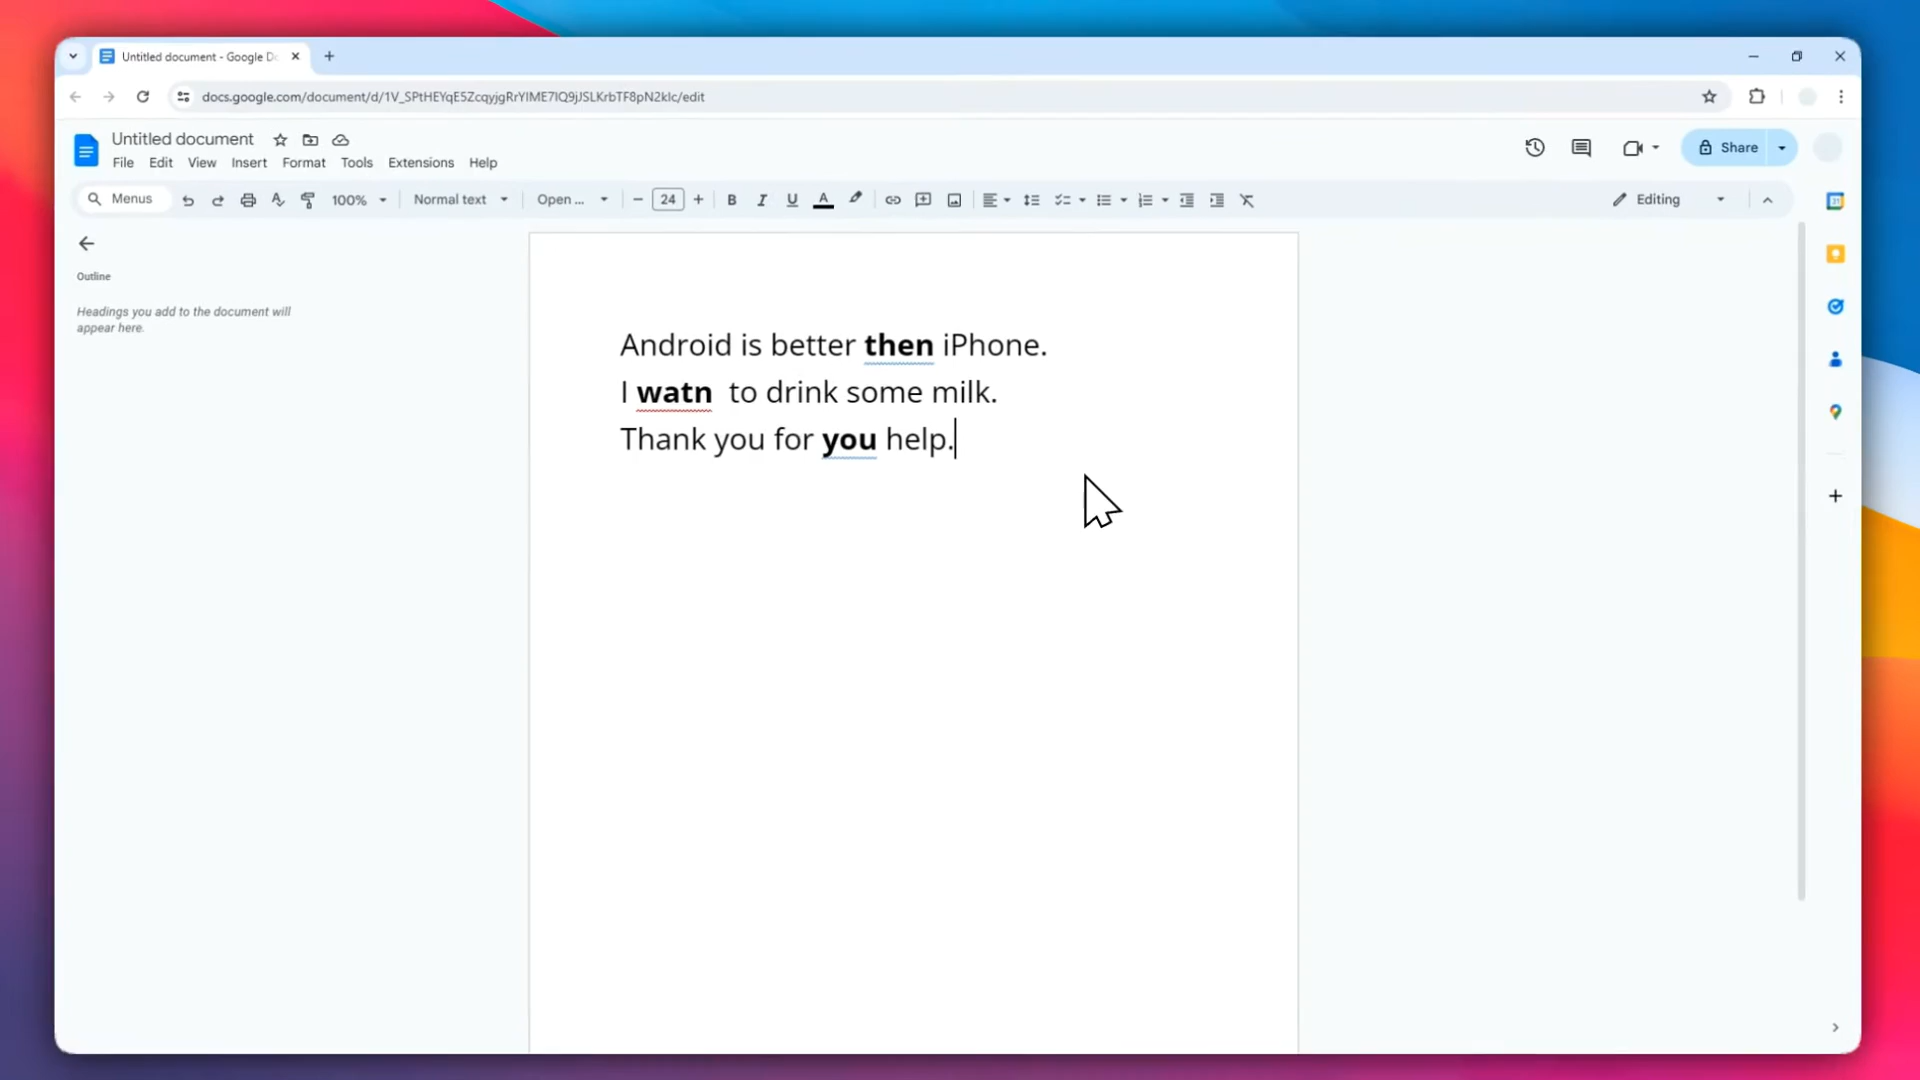 Untitled document - Google Do
docs.google.com/document/d/1V_SPtHEYqE5ZcqyjgRrYIME7IQ9jJSLKrbTF8pN2kIc/edit
Untitled document
File Edit View Insert Format Tools Extensions Help
Share
Menus 100% Normal text Open ... 24 B I U A Editing
Outline
Headings you add to the document will
appear here.
Android is better then iPhone.
I watn  to drink some milk.
Thank you for you help.